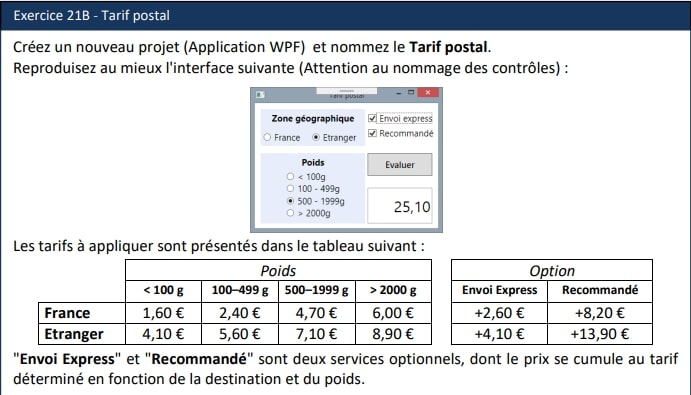 Exercice 21B - Tarif postal
Créez un nouveau projet (Application WPF) et nommez le Tarif postal.
Reproduisez au mieux l'interface suivante (Attention au nommage des contrôles) :
Tarif postal
Zone géographique
Envoi express
France Etranger
Recommandé
Poids
Evaluer
< 100g
100 - 499g
500 - 1999g
> 2000g
25,10
Les tarifs à appliquer sont présentés dans le tableau suivant :
Poids Option
< 100 g 100–499 g 500–1999 g > 2000 g Envoi Express Recommandé
France 1,60 € 2,40 € 4,70 € 6,00 € +2,60 € +8,20 €
Etranger 4,10 € 5,60 € 7,10 € 8,90 € +4,10 € +13,90 €
"Envoi Express" et "Recommandé" sont deux services optionnels, dont le prix se cumule au tarif
déterminé en fonction de la destination et du poids.